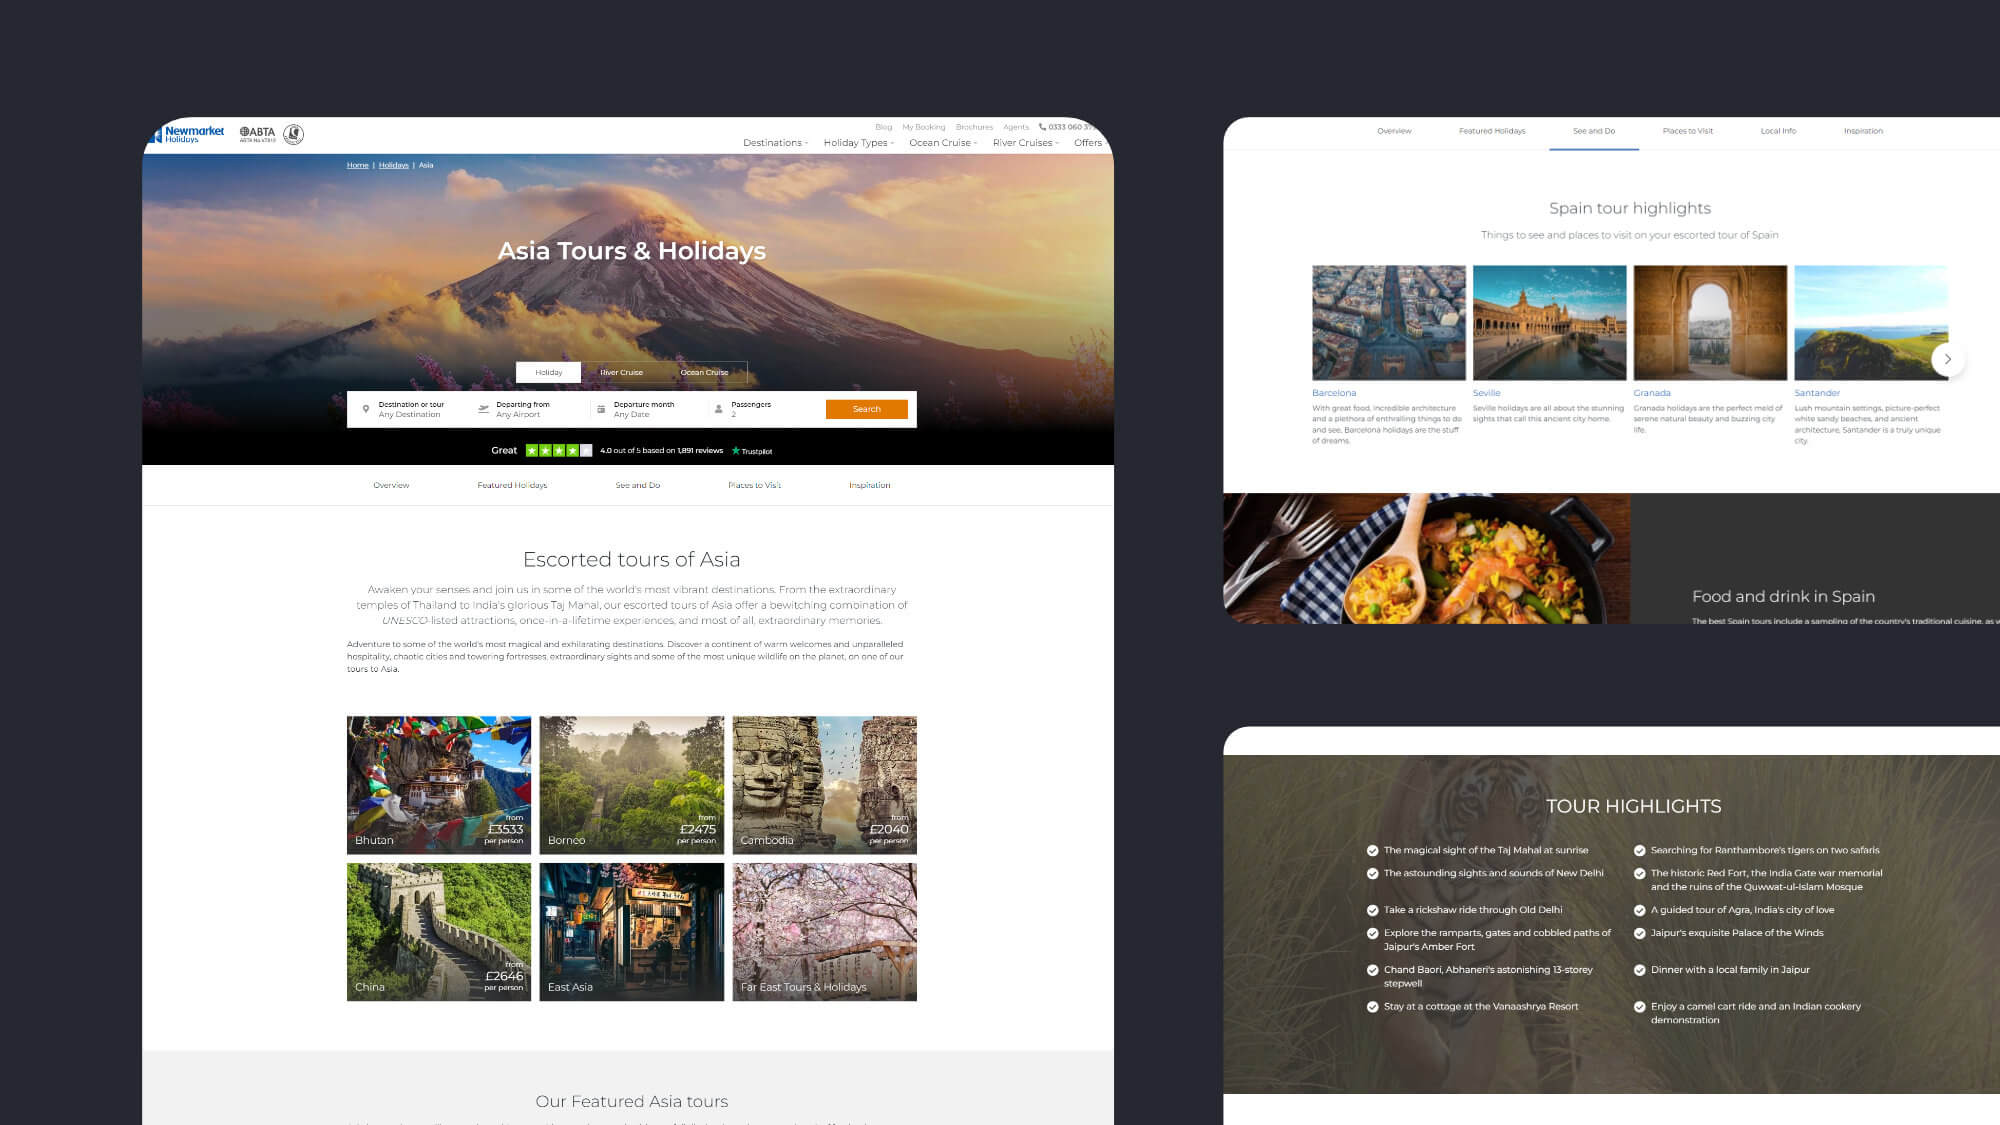 Newmarket
Holidays
ABTA
Blog My Booking Brochures Agents 0333 060
Destinations Holiday Types Ocean Cruise River Cruises Offers
Home | Holidays | Asia
Asia Tours & Holidays
Holiday River Cruise Ocean Cruise
Destination or tour Departing from Departure month Passengers
Any Destination Any Airport Any Date 2
Search
Great 4.0 out of 5 based on 1,891 reviews Trustpilot
Overview Featured Holidays See and Do Places to Visit Inspiration
Escorted tours of Asia
Awaken your senses and join us in some of the world's most vibrant destinations. From the extraordinary
temples of Thailand to India's glorious Taj Mahal, our escorted tours of Asia offer a bewitching combination of
UNESCO-listed attractions, once-in-a-lifetime experiences, and most of all, extraordinary memories.
Adventure to some of the world's most magical and exhilarating destinations. Discover a continent of warm welcomes and unparalleled
hospitality, chaotic cities and towering fortresses, extraordinary sights and some of the most unique wildlife on the planet, on one of our
tours to Asia.
Bhutan
from
£3533
per person
Borneo
from
£2475
per person
Cambodia
from
£2040
per person
China
from
£2646
per person
East Asia
Far East Tours & Holidays
Our Featured Asia tours
Overview Featured Holidays See and Do Places to Visit Local Info Inspiration
Spain tour highlights
Things to see and places to visit on your escorted tour of Spain
Barcelona
With great food, incredible architecture
and a plethora of enthralling things to do
and see, Barcelona holidays are the stuff
of dreams.
Seville
Seville holidays are all about the stunning
sights that call this ancient city home.
Granada
Granada holidays are the perfect meld of
serene natural beauty and buzzing city
life.
Santander
Lush mountain settings, picture-perfect
white sandy beaches, and ancient
architecture, Santander is a truly unique
city.
Food and drink in Spain
The best Spain tours include a sampling of the country's traditional cuisine, as
TOUR HIGHLIGHTS
The magical sight of the Taj Mahal at sunrise
The astounding sights and sounds of New Delhi
Take a rickshaw ride through Old Delhi
Explore the ramparts, gates and cobbled paths of
Jaipur's Amber Fort
Chand Baori, Abhaneri's astonishing 13-storey
stepwell
Stay at a cottage at the Vanaashrya Resort
Searching for Ranthambore's tigers on two safaris
The historic Red Fort, the India Gate war memorial
and the ruins of the Quwwat-ul-Islam Mosque
A guided tour of Agra, India's city of love
Jaipur's exquisite Palace of the Winds
Dinner with a local family in Jaipur
Enjoy a camel cart ride and an Indian cookery
demonstration